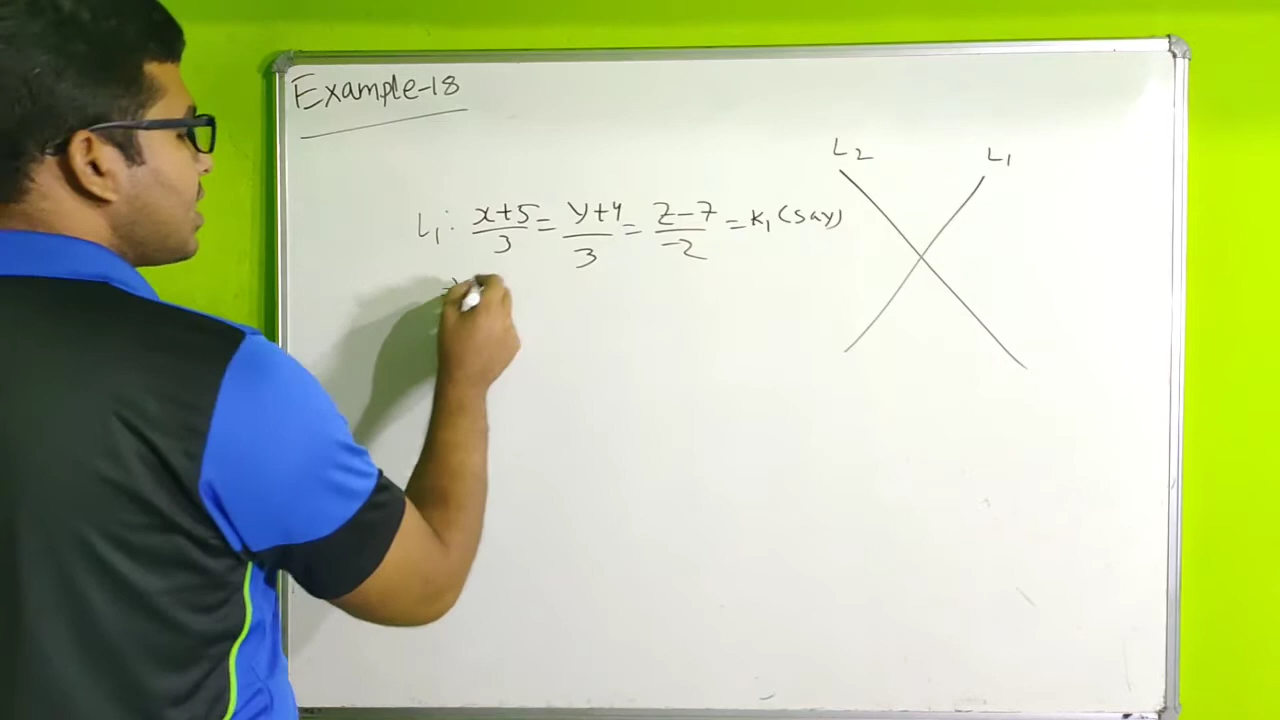 Example-18
L2 L1
L1: x+5/3 = y+4/3 = z-7/-2 = K1 (say)